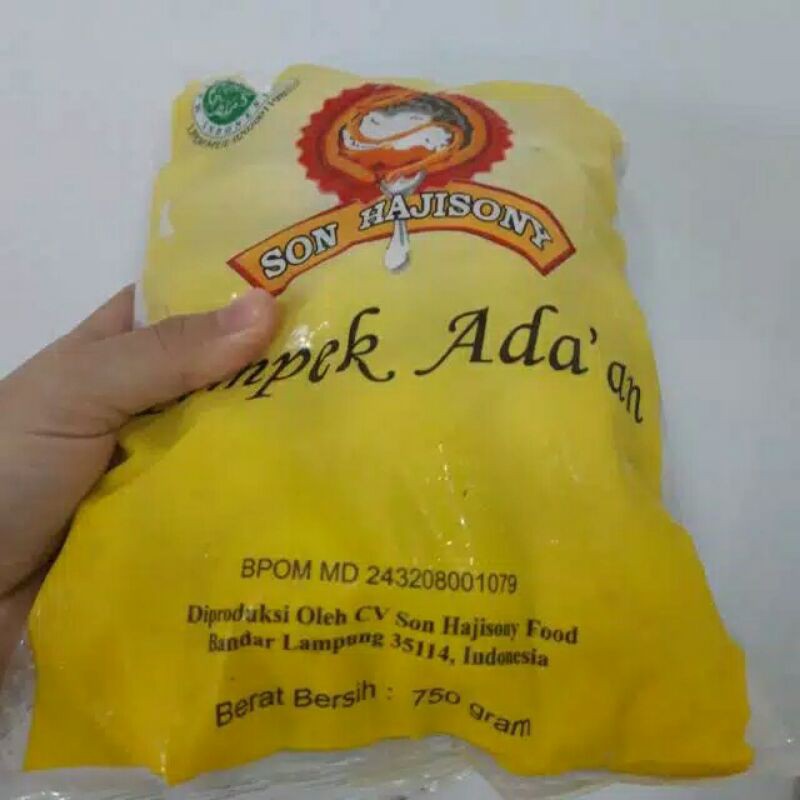 SON HAJISONY
Ada'an
BPOM MD 243208001079
Diproduksi Oleh CV Son Hajisony Food
Bandar Lampung 35114, Indonesia
Berat Bersih : 750 gram